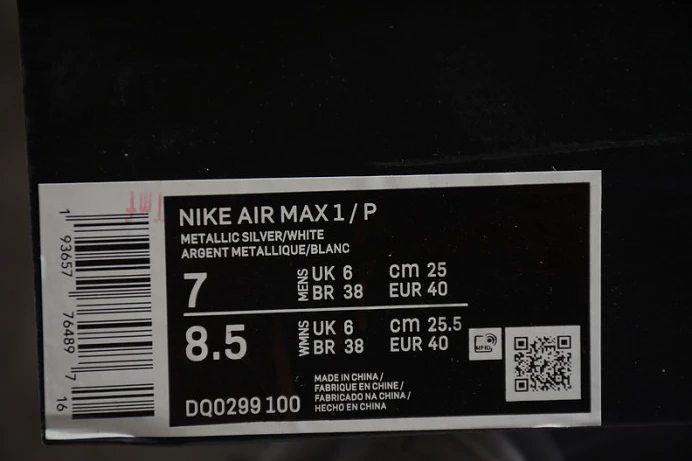 NIKE AIR MAX 1 / P
METALLIC SILVER/WHITE
ARGENT METALLIQUE/BLANC
7
MENS
UK 6
cm 25
BR 38
EUR 40
8.5
WMNS
UK 6
cm 25.5
BR 38
EUR 40
DQ0299 100
MADE IN CHINA /
FABRIQUE EN CHINE /
FABRICADO NA CHINA /
HECHO EN CHINA
1 93657 76489 7
16